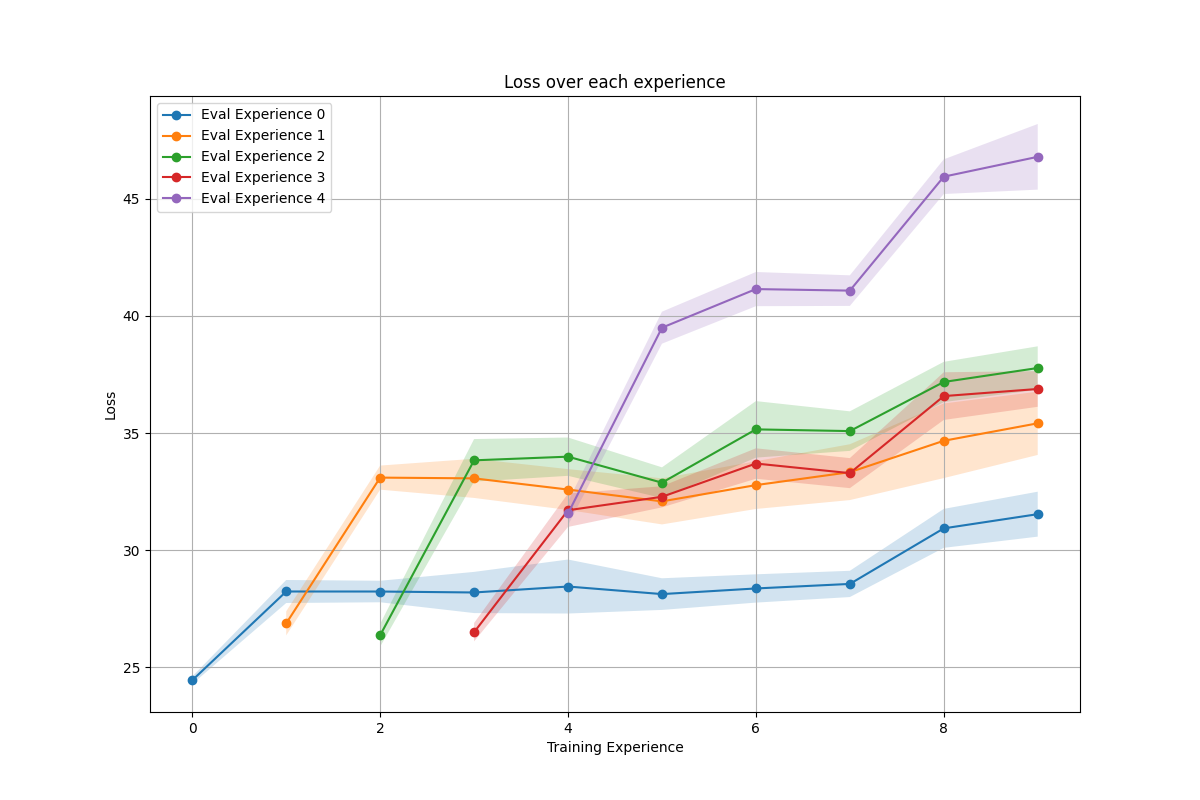 Loss over each experience
Eval Experience 0
Eval Experience 1
Eval Experience 2
Eval Experience 3
Eval Experience 4
45
40
35
30
25
Loss
0 2 4 6 8
Training Experience